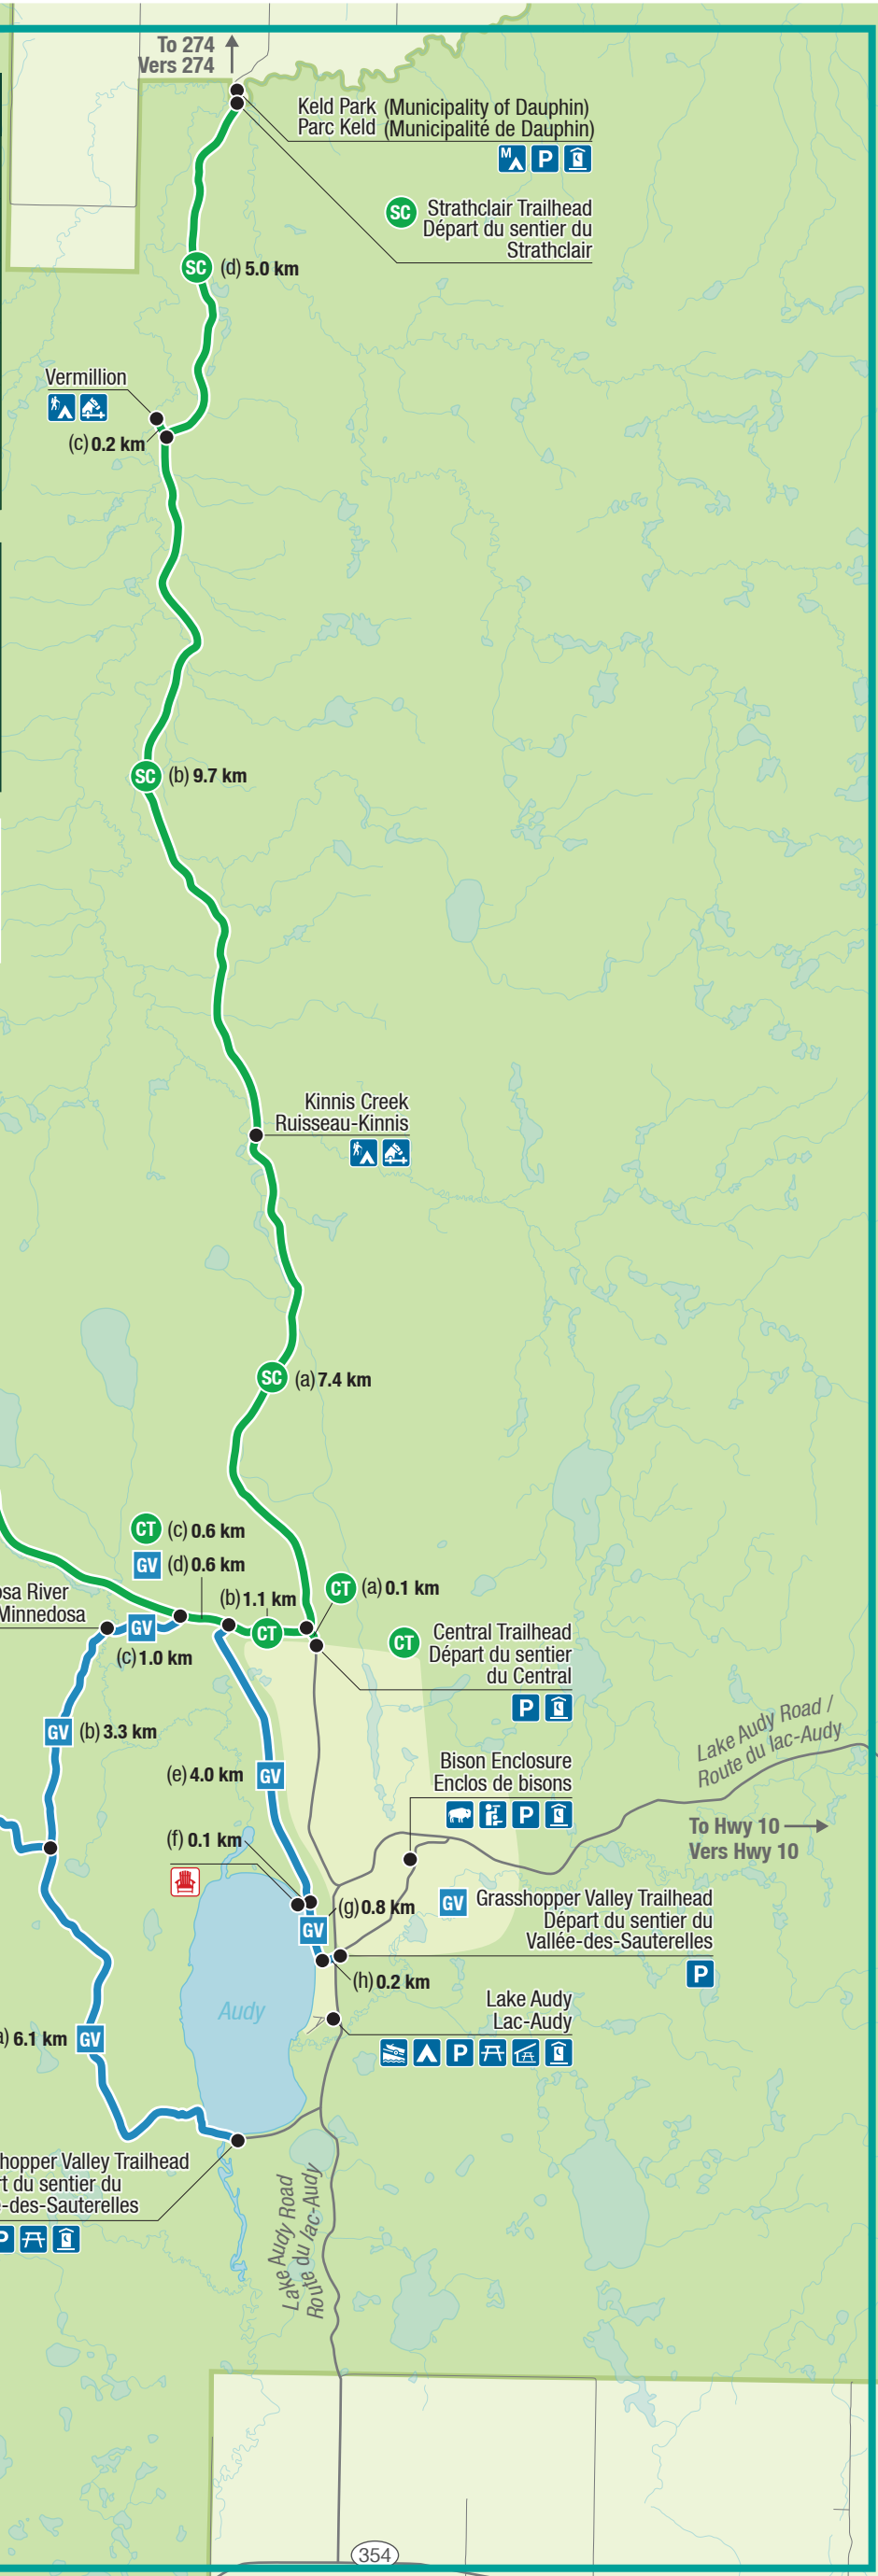 To 274
Vers 274
Keld Park (Municipality of Dauphin)
Parc Keld (Municipalité de Dauphin)
M P
SC Strathclair Trailhead
Départ du sentier du
Strathclair
SC (d) 5.0 km
Vermillion
(c) 0.2 km
SC (b) 9.7 km
Kinnis Creek
Ruisseau-Kinnis
SC (a) 7.4 km
CT (c) 0.6 km
GV (d) 0.6 km
(b) 1.1 km
CT (a) 0.1 km
osa River
Minnedosa
GV
CT
(c) 1.0 km
CT Central Trailhead
Départ du sentier
du Central
P
GV (b) 3.3 km
(e) 4.0 km GV
Bison Enclosure
Enclos de bisons
P
Lake Audy Road /
Route du lac-Audy
To Hwy 10
Vers Hwy 10
(f) 0.1 km
(g) 0.8 km
GV
GV Grasshopper Valley Trailhead
Départ du sentier du
Vallée-des-Sauterelles
P
(h) 0.2 km
Audy
Lake Audy
Lac-Audy
P
a) 6.1 km GV
hopper Valley Trailhead
rt du sentier du
e-des-Sauterelles
P
Lake Audy Road
Route du lac-Audy
354